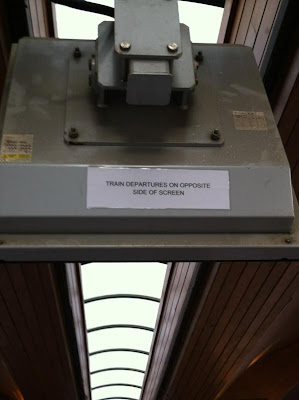 TRAIN DEPARTURES ON OPPOSITE
SIDE OF SCREEN